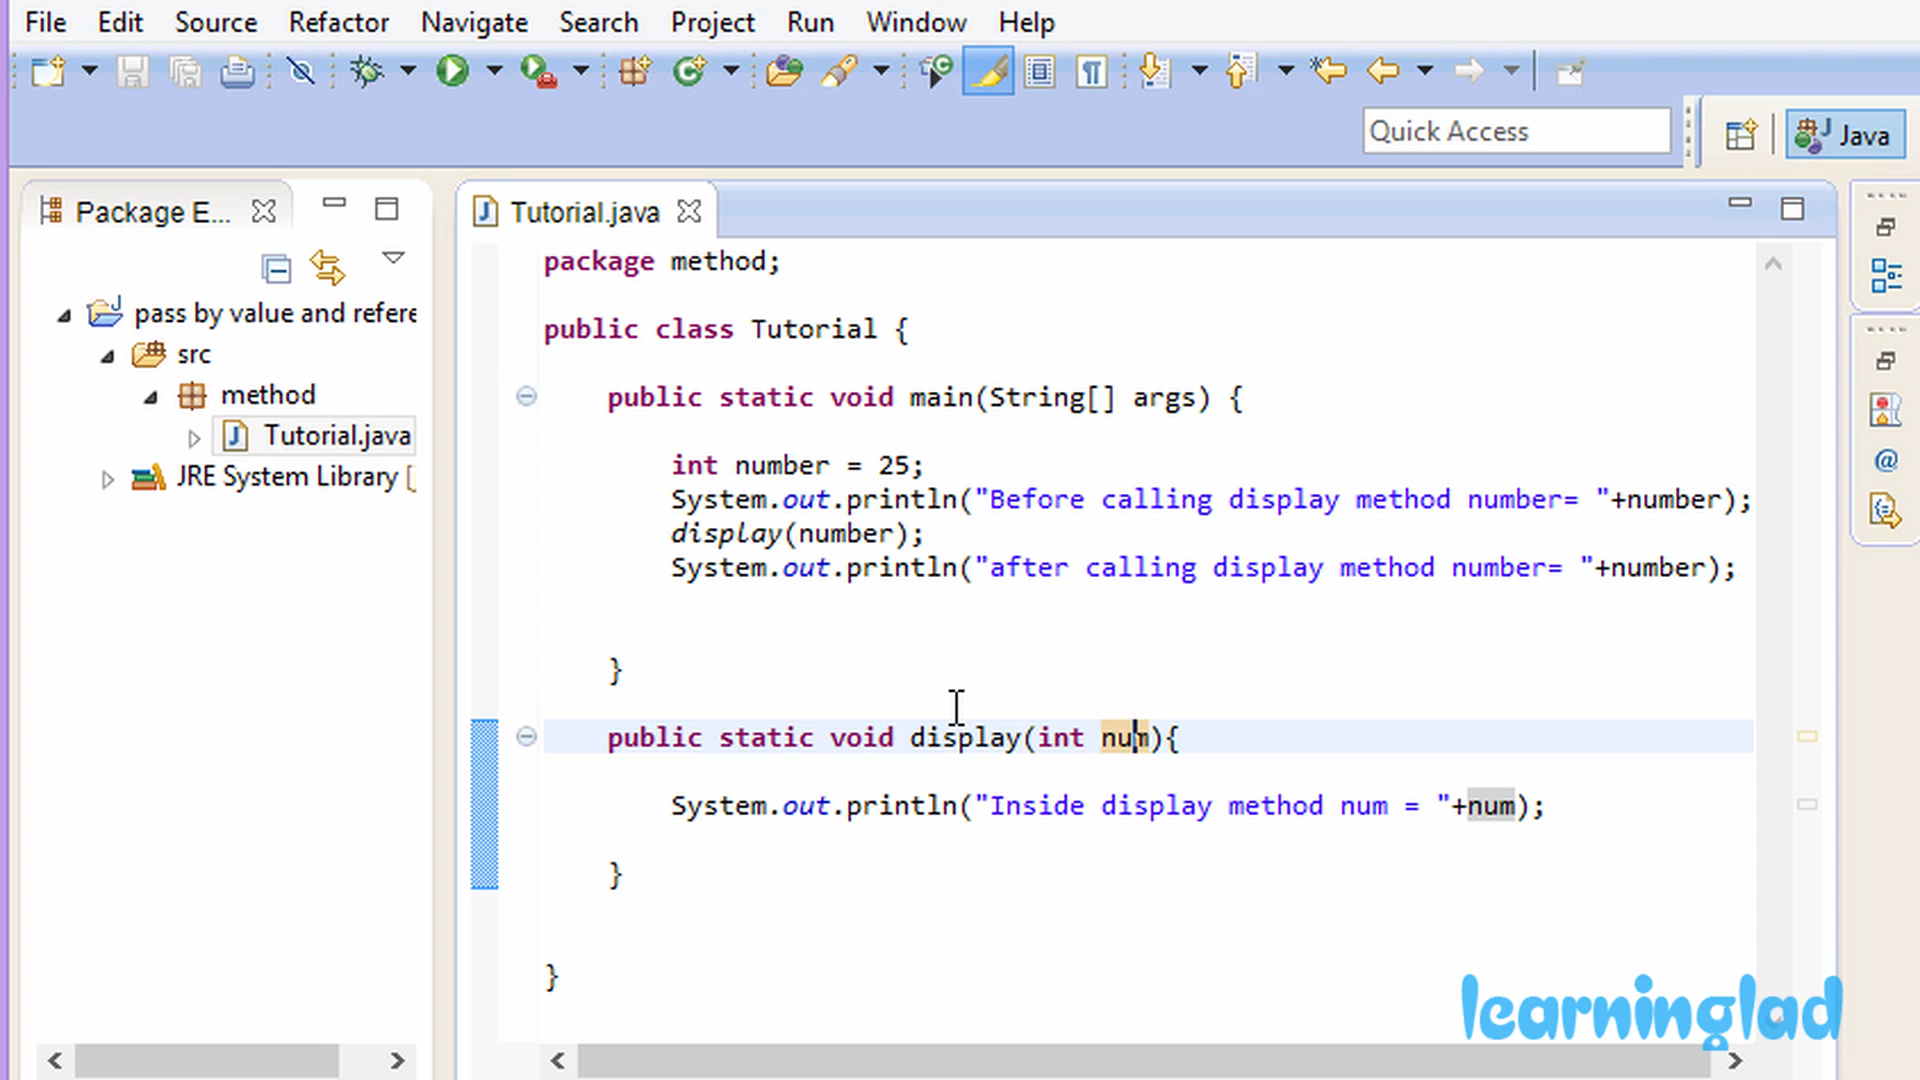 File Edit Source Refactor Navigate Search Project Run Window Help
Quick Access
Java
Package E...
pass by value and refere
src
method
Tutorial.java
JRE System Library [
Tutorial.java
package method;
public class Tutorial {
public static void main(String[] args) {
int number = 25;
System.out.println("Before calling display method number= "+number);
display(number);
System.out.println("after calling display method number= "+number);
}
public static void display(int num){
System.out.println("Inside display method num = "+num);
}
}
learninglad